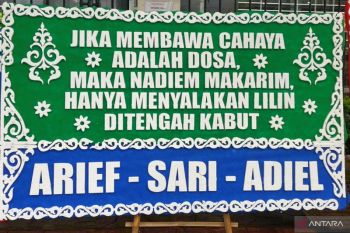 JIKA MEMBAWA CAHAYA
ADALAH DOSA,
MAKA NADIEM MAKARIM,
HANYA MENYALAKAN LILIN
DITENGAH KABUT
ARIEF - SARI - ADIEL
ANTARA